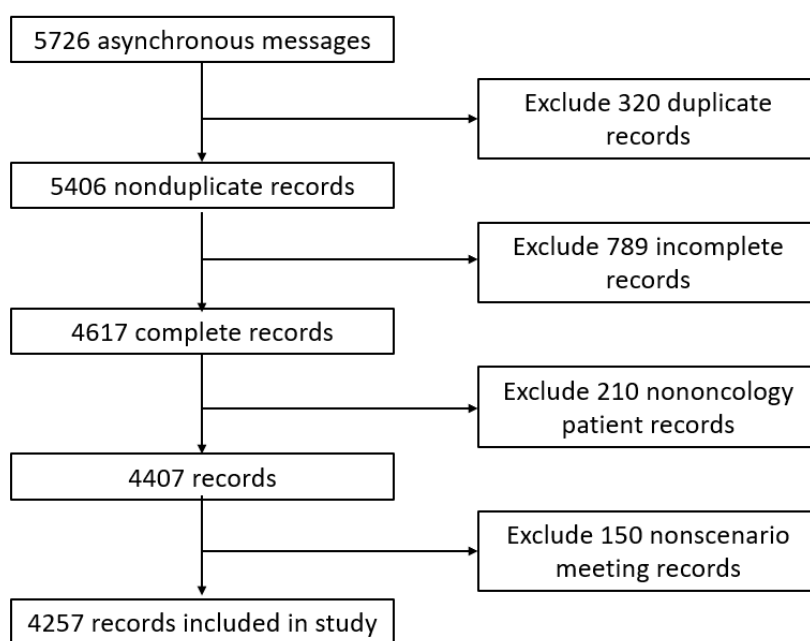 5726 asynchronous messages
Exclude 320 duplicate
records
5406 nonduplicate records
Exclude 789 incomplete
records
4617 complete records
Exclude 210 nononcology
patient records
4407 records
Exclude 150 nonscenario
meeting records
4257 records included in study